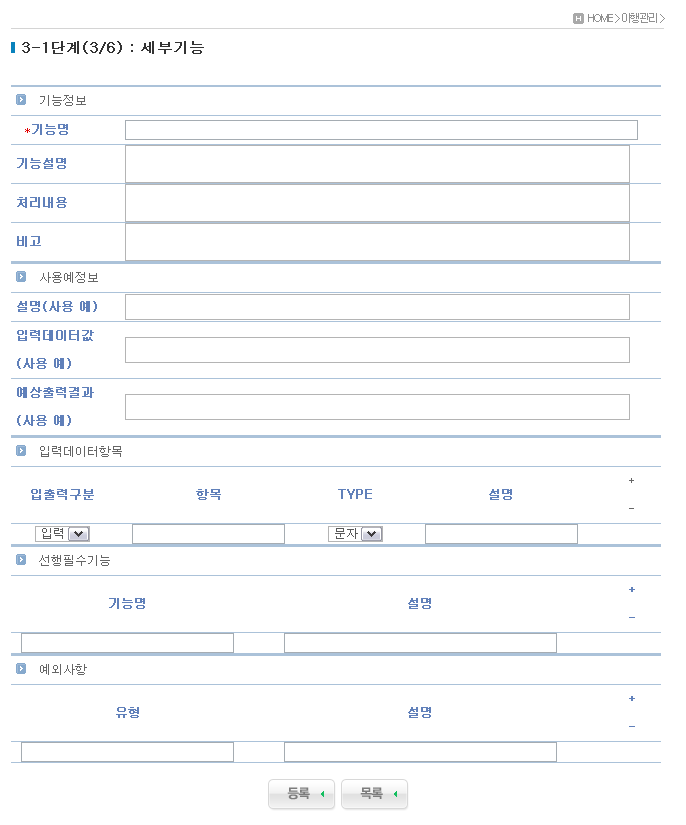 H HOME > 이행관리 >
3-1단계(3/6) : 세부기능
기능정보
*기능명
기능설명
처리내용
비고
사용예정보
설명(사용 예)
입력데이터값
(사용 예)
예상출력결과
(사용 예)
입력데이터항목
입출력구분 항목 TYPE 설명 +
-
입력 문자
선행필수기능
기능명 설명 +
-
예외사항
유형 설명 +
-
등록 목록